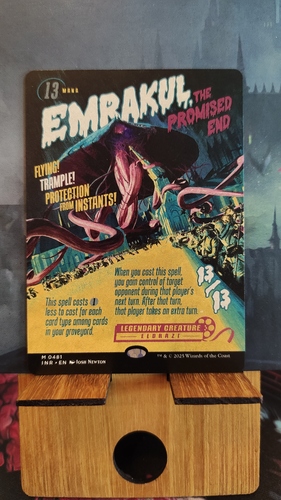 13 MANA
EMRAKUL, THE
PROMISED
END
FLYING!
TRAMPLE!
PROTECTION
FROM INSTANTS!
This spell casts 1
less to cast for each
card type among cards
in your graveyard.
When you cast this spell,
you gain control of target
opponent during that player's
next turn. After that turn,
that player takes an extra turn.
13/13
LEGENDARY CREATURE
ELDRAZI
M 0481
INR • EN Josh Newton
™ & © 2025 Wizards of the Coast